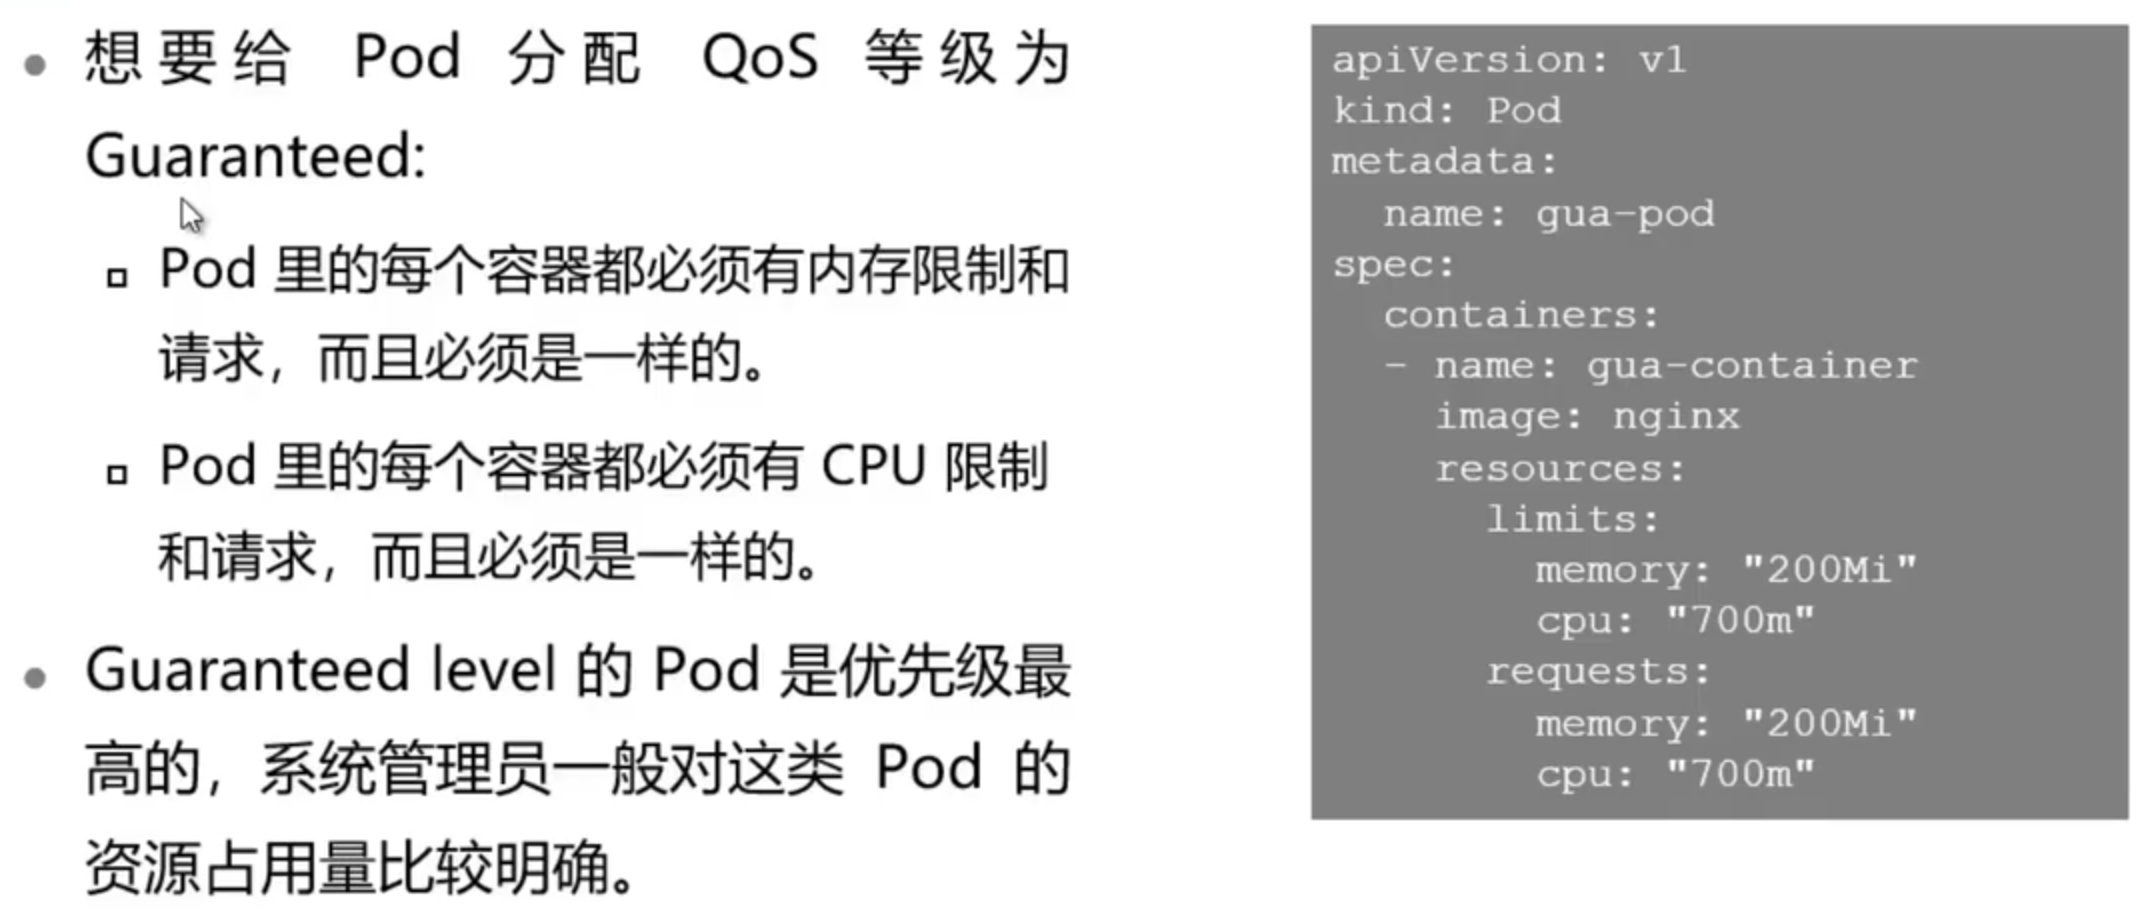 想要给 Pod 分配 QoS 等级为
Guaranteed:
Pod 里的每个容器都必须有内存限制和
请求，而且必须是一样的。
Pod 里的每个容器都必须有 CPU 限制
和请求，而且必须是一样的。
Guaranteed level 的 Pod 是优先级最
高的，系统管理员一般对这类 Pod 的
资源占用量比较明确。
apiVersion: v1
kind: Pod
metadata:
  name: gua-pod
spec:
  containers:
  - name: gua-container
    image: nginx
    resources:
      limits:
        memory: "200Mi"
        cpu: "700m"
      requests:
        memory: "200Mi"
        cpu: "700m"